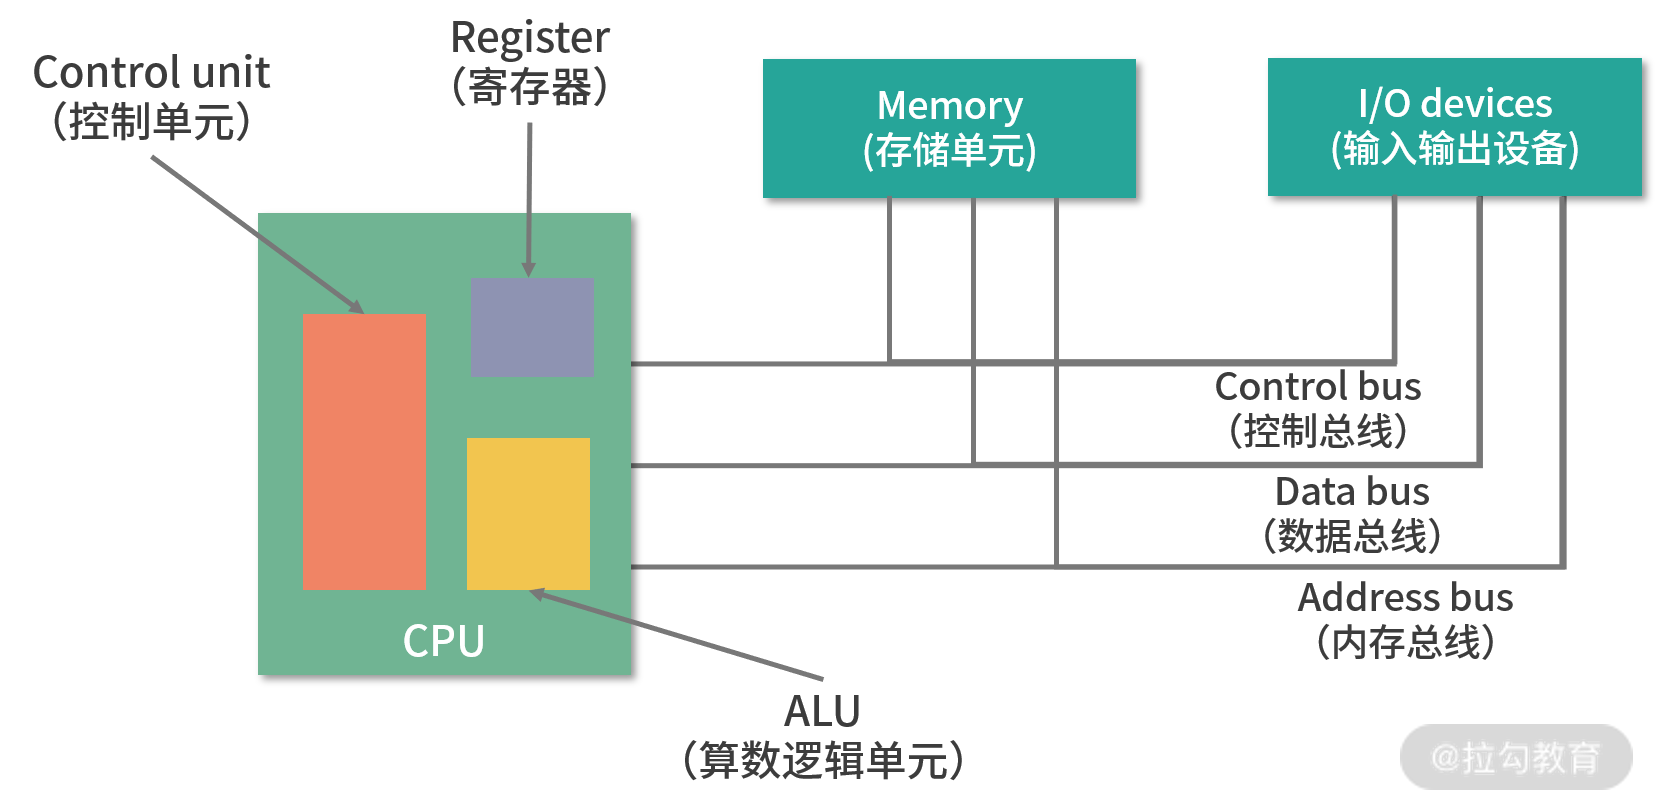 Control unit
（控制单元）
Register
（寄存器）
Memory
(存储单元)
I/O devices
(输入输出设备)
Control bus
（控制总线）
Data bus
（数据总线）
Address bus
（内存总线）
CPU
ALU
（算数逻辑单元）
@拉勾教育